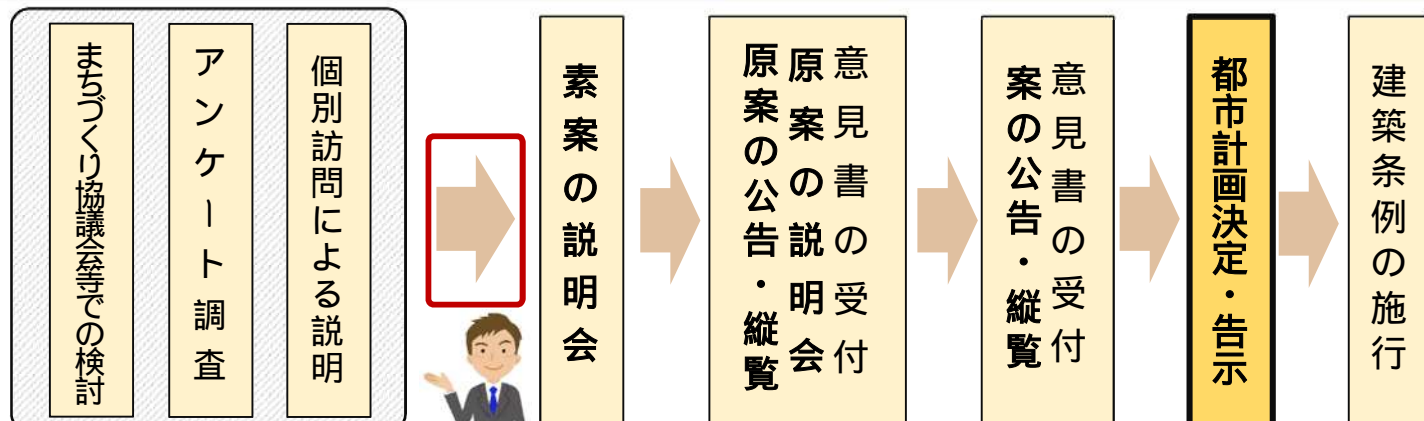 まちづくり協議会等での検討
アンケート調査
個別訪問による説明
素案の説明会
意見書の受付
原案の説明会
原案の公告・縦覧
意見書の受付
案の公告・縦覧
都市計画決定・告示
建築条例の施行